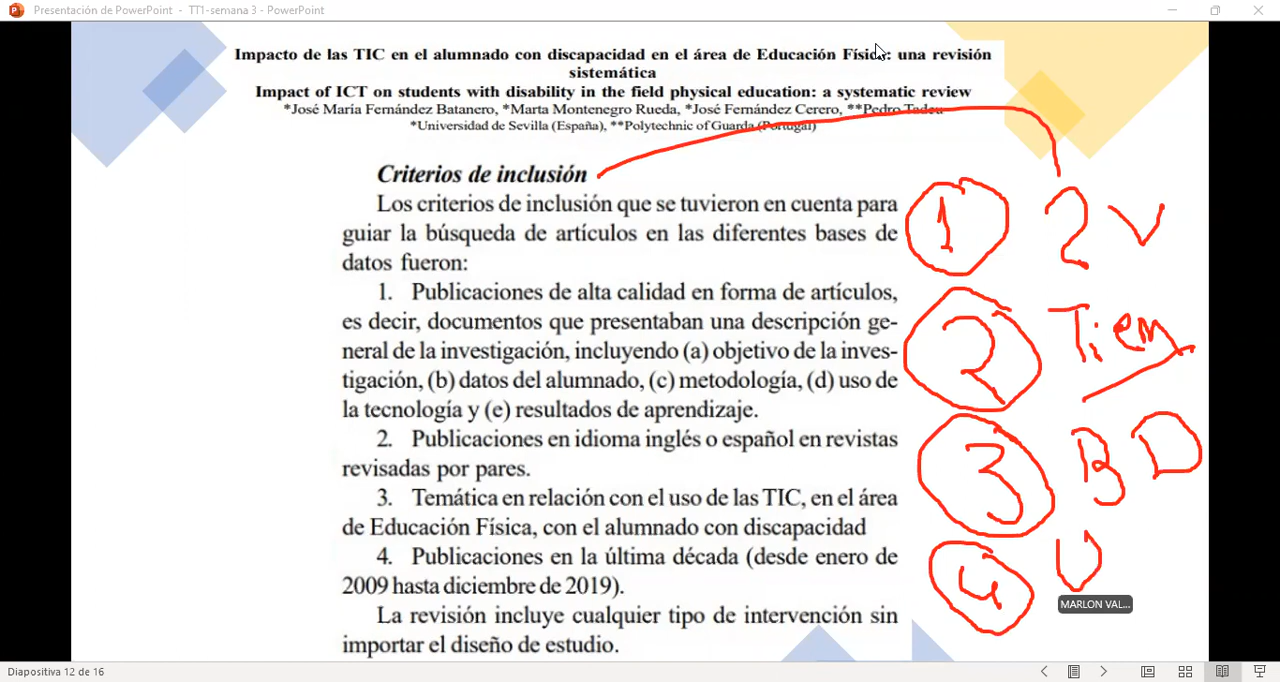 Presentación de PowerPoint - TT1-semana 3 - PowerPoint
Impacto de las TIC en el alumnado con discapacidad en el área de Educación Física: una revisión
sistemática
Impact of ICT on students with disability in the field physical education: a systematic review
*José María Fernández Batanero, *Marta Montenegro Rueda, *José Fernández Cerero, **Pedro Tadeu
*Universidad de Sevilla (España), **Polytechnic of Guarda (Portugal)
Criterios de inclusión
Los criterios de inclusión que se tuvieron en cuenta para
guiar la búsqueda de artículos en las diferentes bases de
datos fueron:
1. Publicaciones de alta calidad en forma de artículos,
es decir, documentos que presentaban una descripción ge-
neral de la investigación, incluyendo (a) objetivo de la inves-
tigación, (b) datos del alumnado, (c) metodología, (d) uso de
la tecnología y (e) resultados de aprendizaje.
2. Publicaciones en idioma inglés o español en revistas
revisadas por pares.
3. Temática en relación con el uso de las TIC, en el área
de Educación Física, con el alumnado con discapacidad
4. Publicaciones en la última década (desde enero de
2009 hasta diciembre de 2019).
La revisión incluye cualquier tipo de intervención sin
importar el diseño de estudio.
1 2 V
2 Tiem
3 B D
4 U
MARLON VAL...
Diapositiva 12 de 16